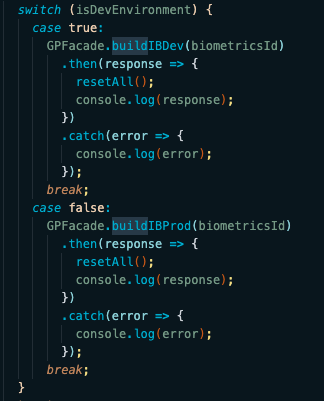 switch (isDevEnvironment) {
  case true:
    GPFacade.buildIBDev(biometricsId)
      .then(response => {
        resetAll();
        console.log(response);
      })
      .catch(error => {
        console.log(error);
      });
    break;
  case false:
    GPFacade.buildIBProd(biometricsId)
      .then(response => {
        resetAll();
        console.log(response);
      })
      .catch(error => {
        console.log(error);
      });
    break;
}